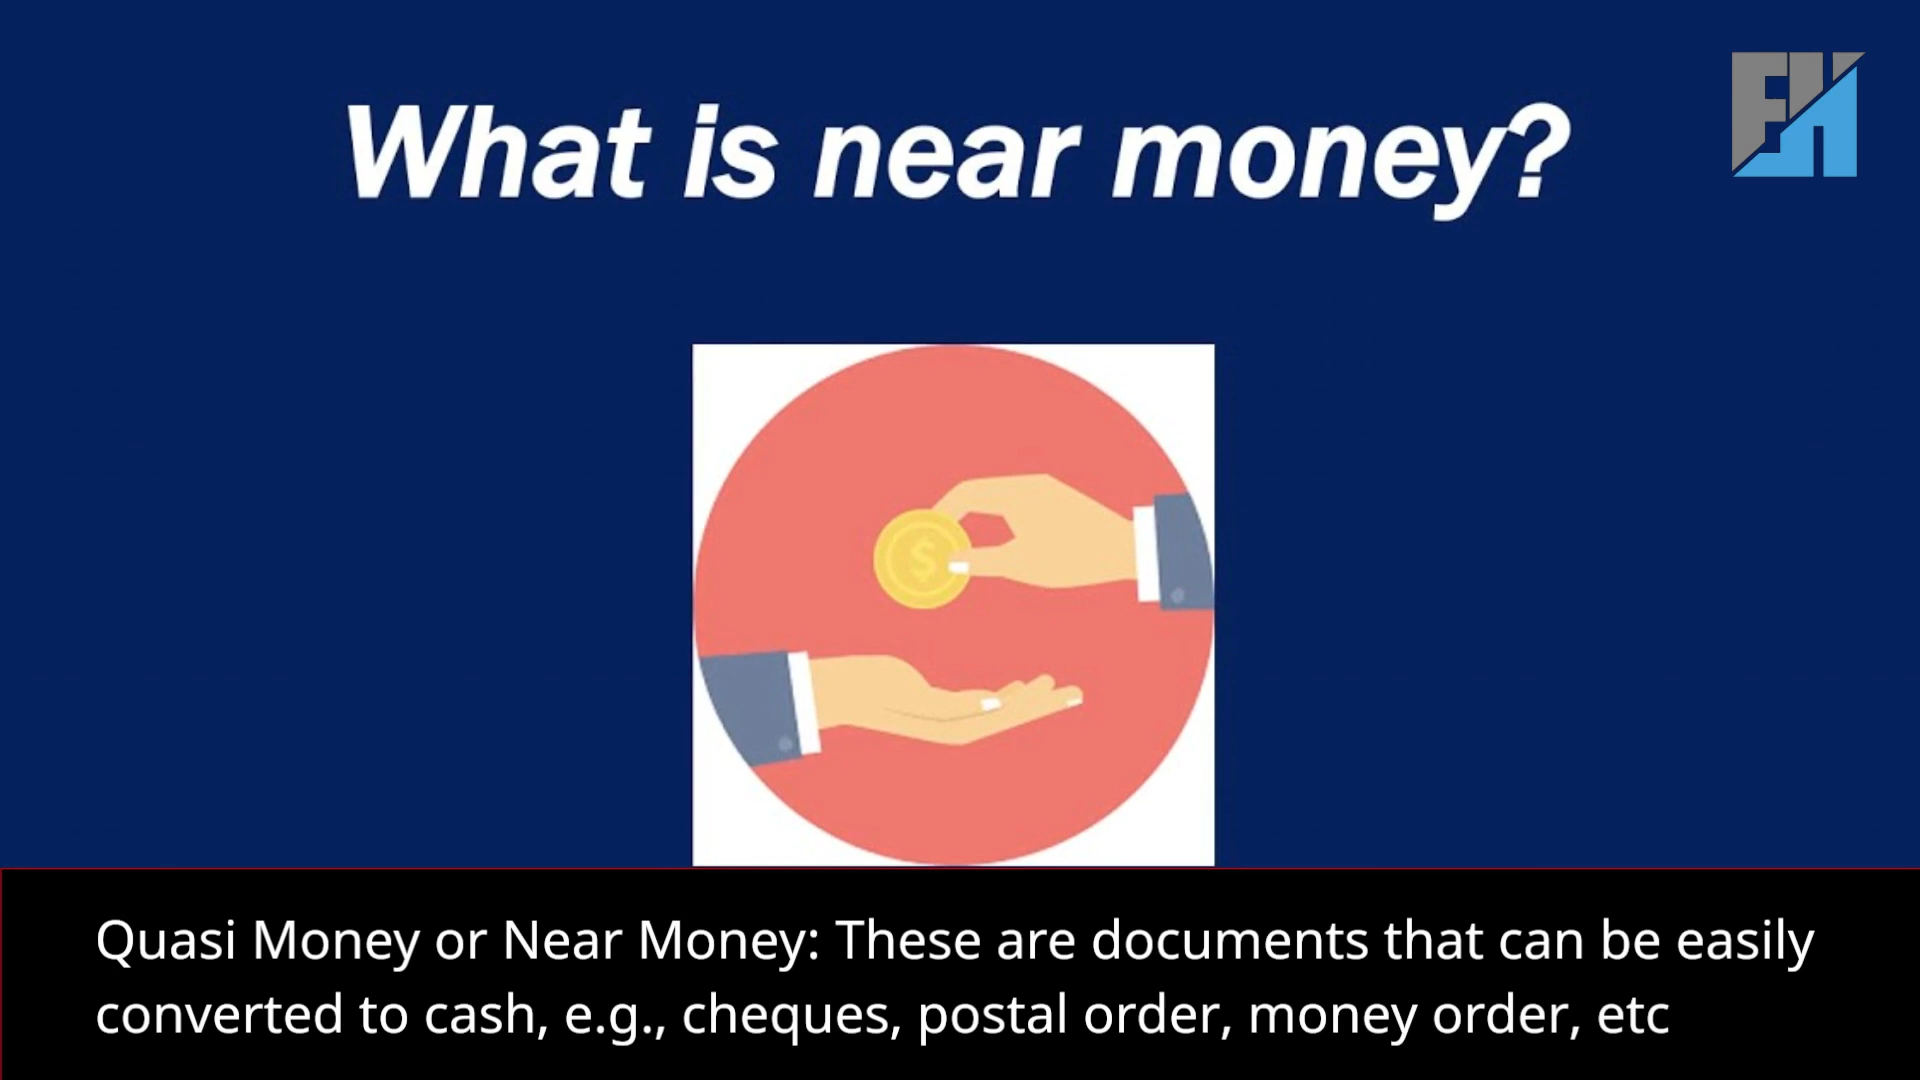 What is near money?
EH
$
Quasi Money or Near Money: These are documents that can be easily
converted to cash, e.g., cheques, postal order, money order, etc